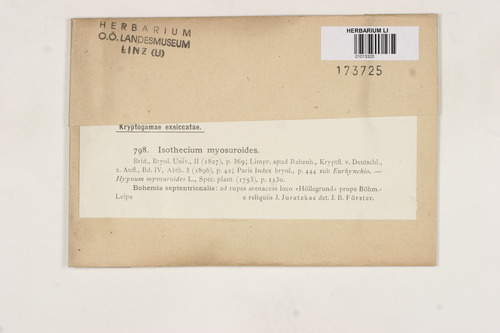 HERBARIUM
O.Ö. LANDESMUSEUM
LINZ (U)
HERBARIUM LI
01019320
173725
Kryptogamae exsiccatae.
798. Isothecium myosuroides.
Brid., Bryol. Univ., II (1827), p. 369; Limpr. apud Rabenh., Kryptfl. v. Deutschl.,
2. Aufl., Bd. IV, Abth. 3 (1896), p. 42; Paris Index bryol., p. 444 sub Eurhynchio. —
Hypnum myosuroides L., Spec. plant. (1753), p. 1130.
Bohemia septentrionalis: ad rupes arenaceas loco »Höllegrund« prope Böhm.-
Leipa e reliquiis J. Juratzkae det. J. B. Förster.